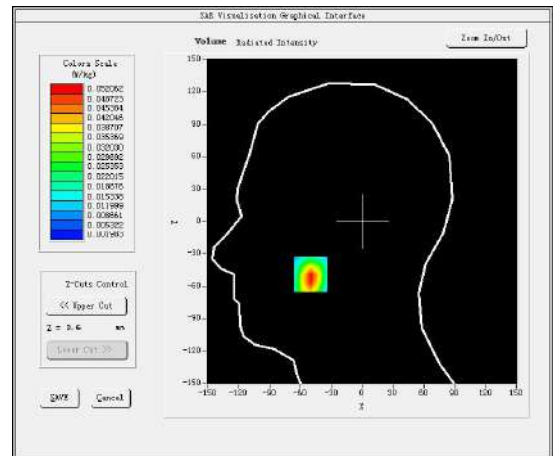 SAR Visualisation Graphical Interface
Volume Radiated Intensity
Zoom In/Out
Colors Scale
(W/Kg)
0.052062
0.048723
0.045384
0.042046
0.038707
0.035369
0.032030
0.028692
0.025353
0.022015
0.018676
0.015338
0.011999
0.008661
0.005322
0.001983
Z-Cuts Control
<< Upper Cut
Z = 3.6 mm
Lower Cut >>
SAVE
Cancel
150
120
90
60
30
0
-30
-60
-90
-120
-150
Z
-150 -120 -90 -60 -30 0 30 60 90 120 150
X